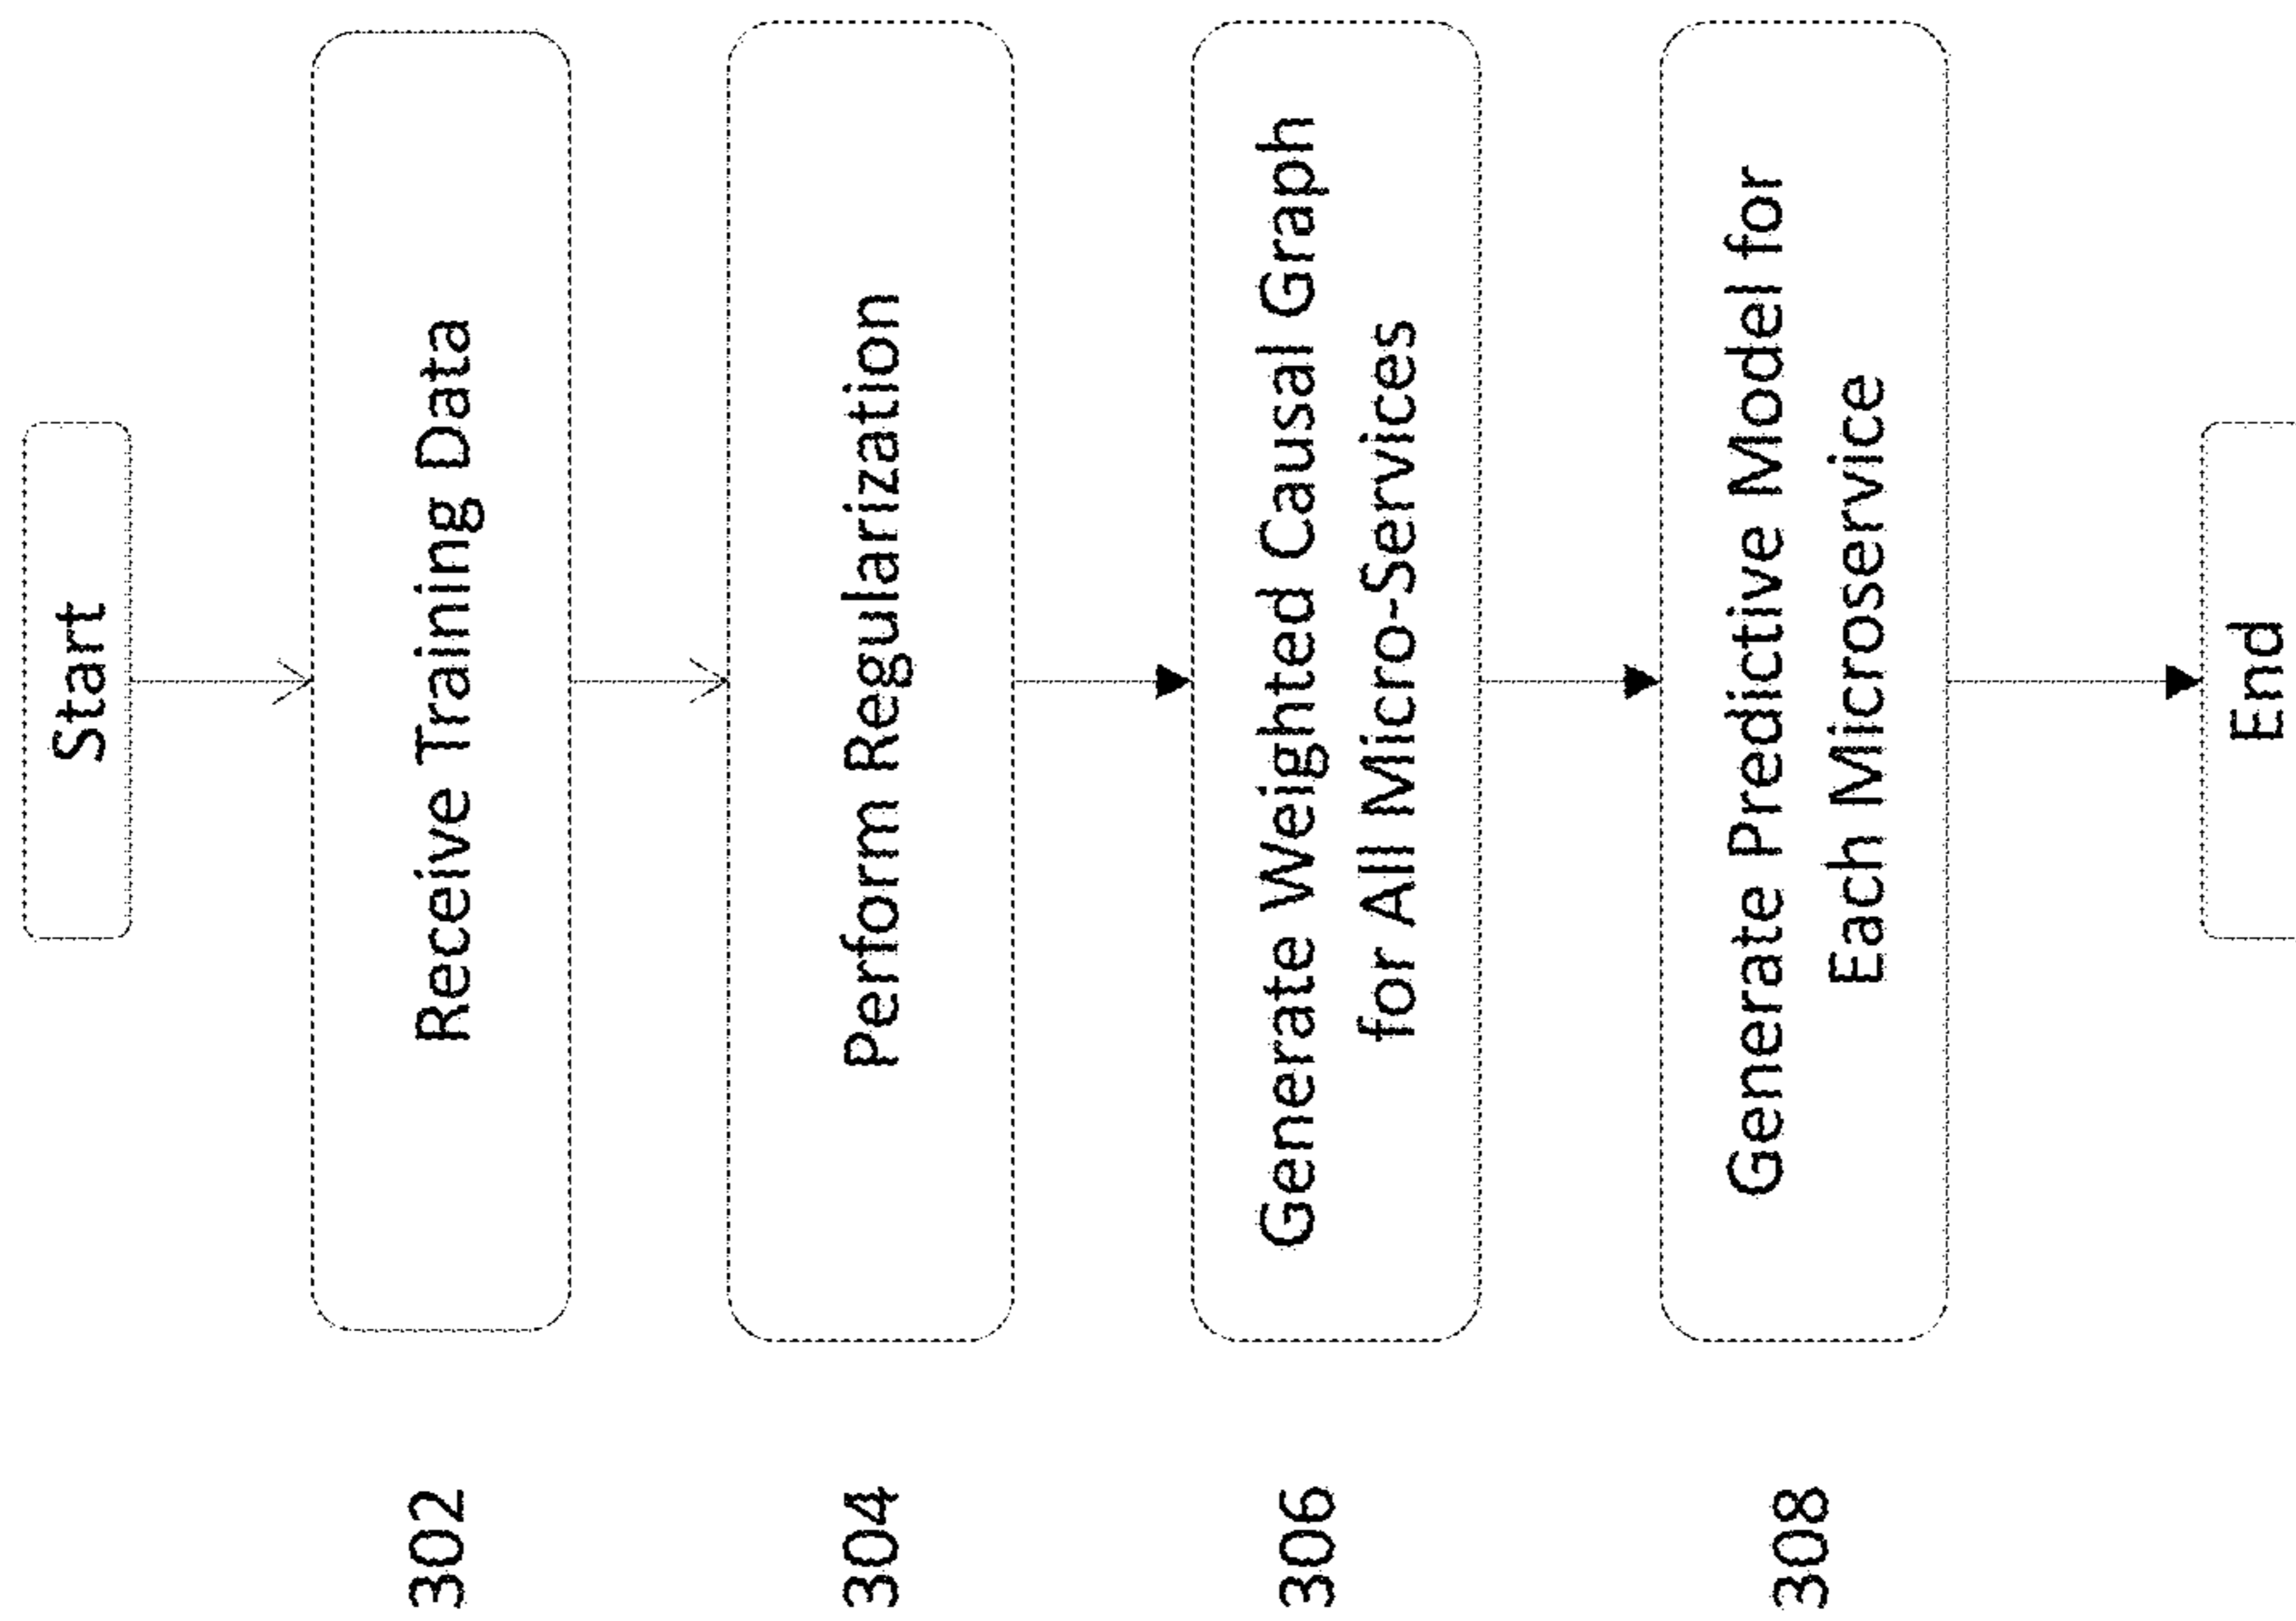 Start
302
Receive Training Data
304
Perform Regularization
306
Generate Weighted Causal Graph
for All Micro-Services
308
Generate Predictive Model for
Each Microservice
End